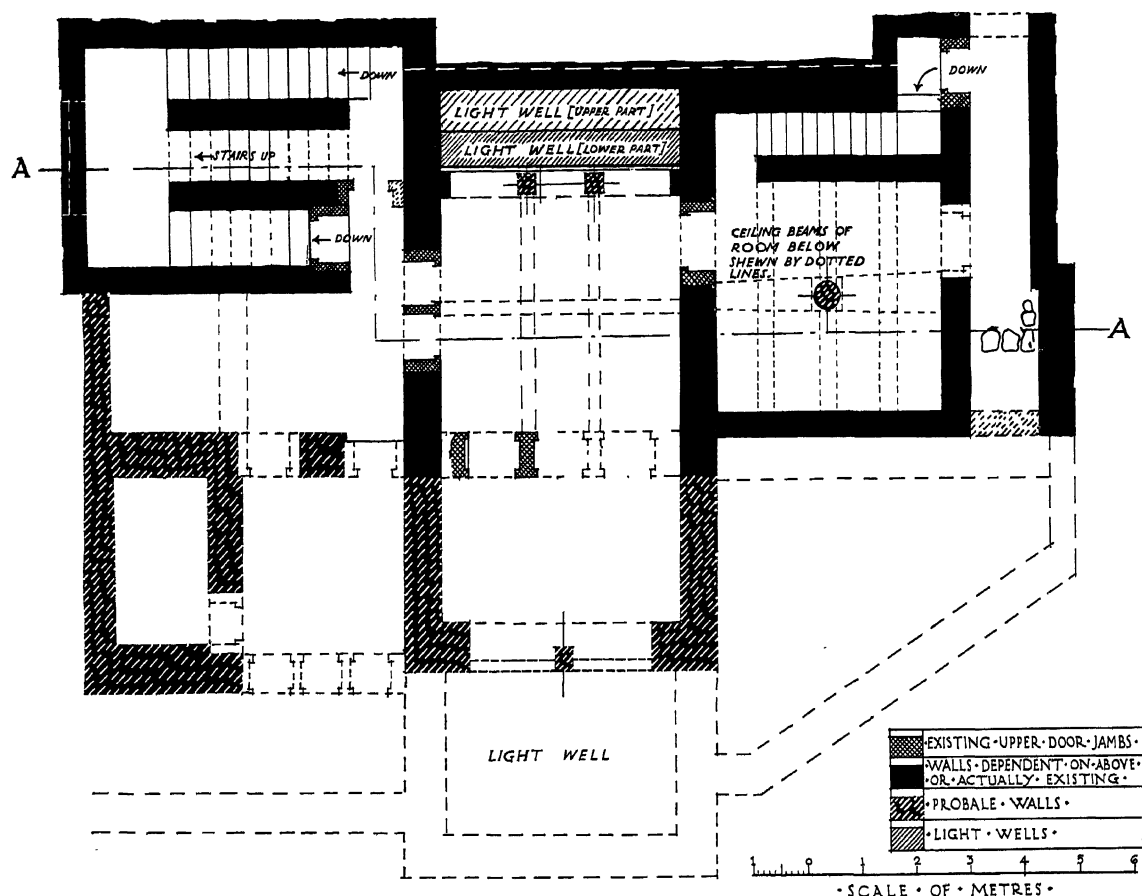 DOWN
DOWN
LIGHT WELL [UPPER PART]
LIGHT WELL [LOWER PART]
STAIRS UP
A
DOWN
CEILING BEAMS OF
ROOM BELOW
SHEWN BY DOTTED
LINES.
A
LIGHT WELL
·EXISTING·UPPER·DOOR·JAMBS·
·WALLS·DEPENDENT·ON·ABOVE·
·OR·ACTUALLY·EXISTING·
·PROBALE·WALLS·
·LIGHT·WELLS·
1 0 1 2 3 4 5 6
·SCALE·OF·METRES·